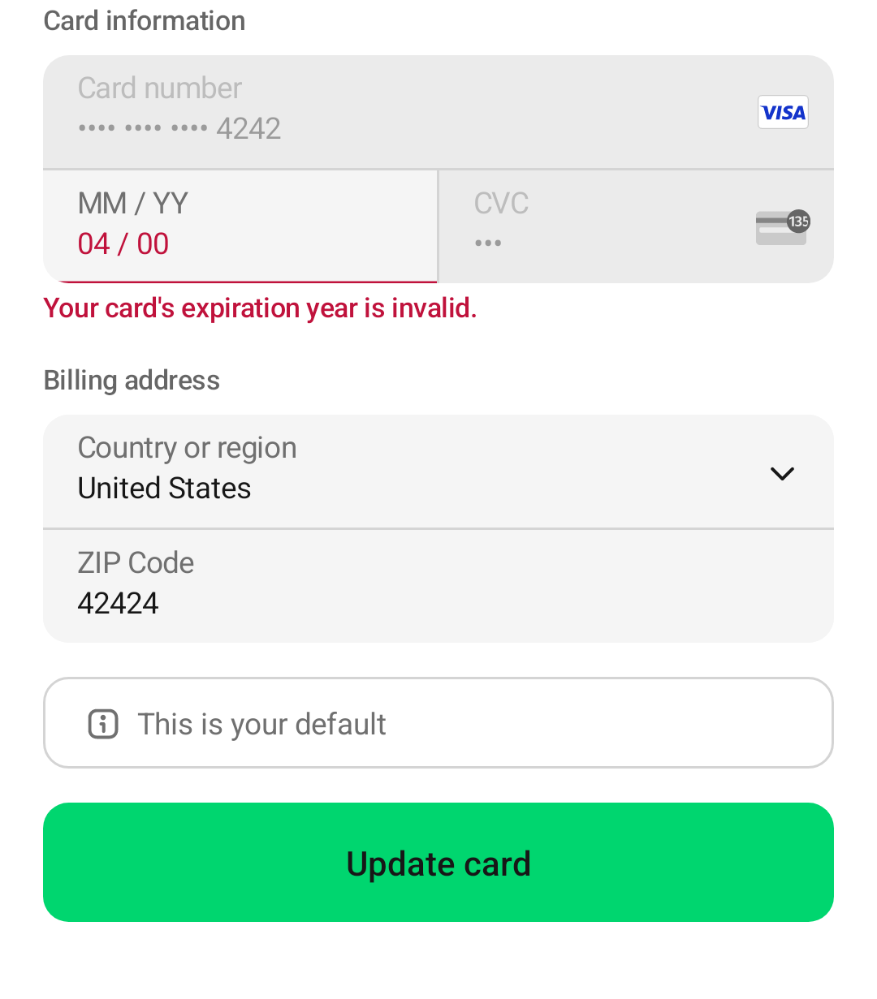 Card information
Card number
•••• •••• •••• 4242
VISA
MM / YY
04 / 00
CVC
•••
135
Your card's expiration year is invalid.
Billing address
Country or region
United States
ZIP Code
42424
This is your default
Update card